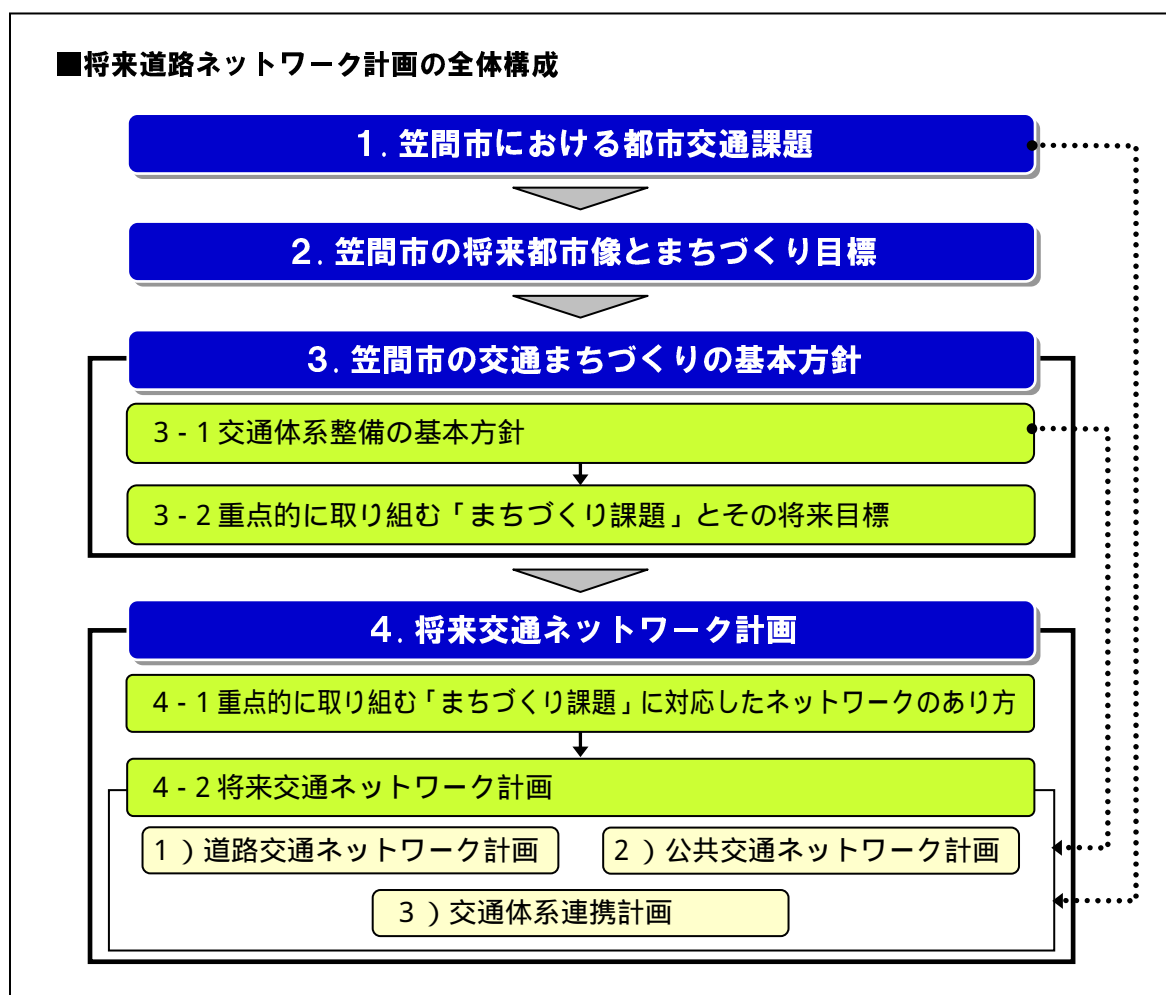 ■将来道路ネットワーク計画の全体構成
１．笠間市における都市交通課題
２．笠間市の将来都市像とまちづくり目標
３．笠間市の交通まちづくりの基本方針
３-１交通体系整備の基本方針
３-２重点的に取り組む「まちづくり課題」とその将来目標
４．将来交通ネットワーク計画
４-１重点的に取り組む「まちづくり課題」に対応したネットワークのあり方
４-２将来交通ネットワーク計画
１）道路交通ネットワーク計画
２）公共交通ネットワーク計画
３）交通体系連携計画